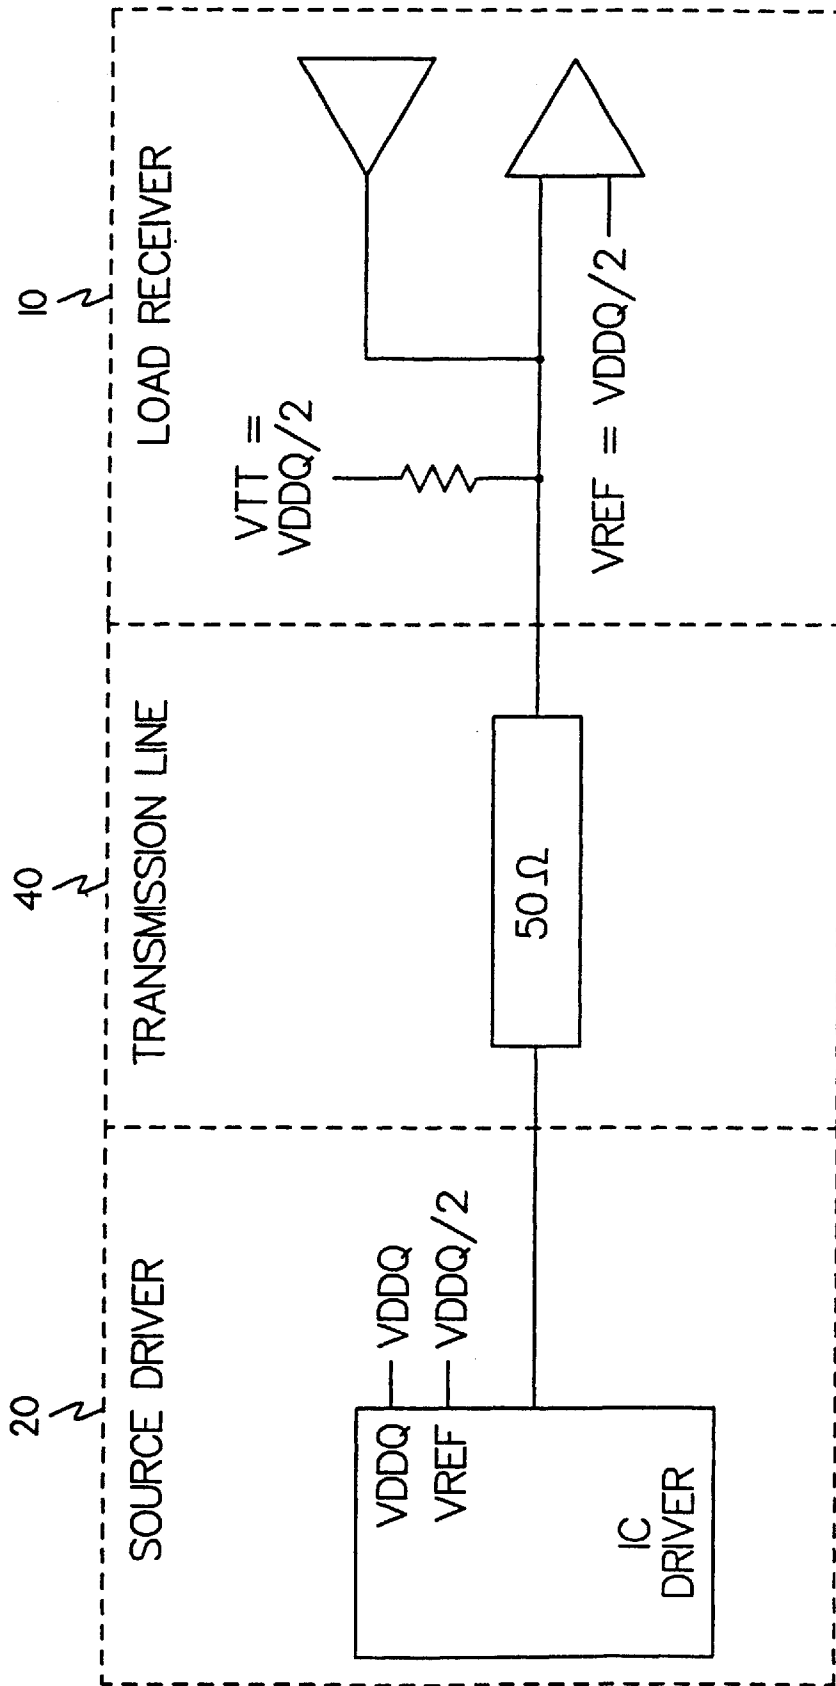 20
SOURCE DRIVER
VDDQ
VDDQ
VREF
VDDQ/2
IC
DRIVER
40
TRANSMISSION LINE
50Ω
10
LOAD RECEIVER
VTT =
VDDQ/2
VREF = VDDQ/2